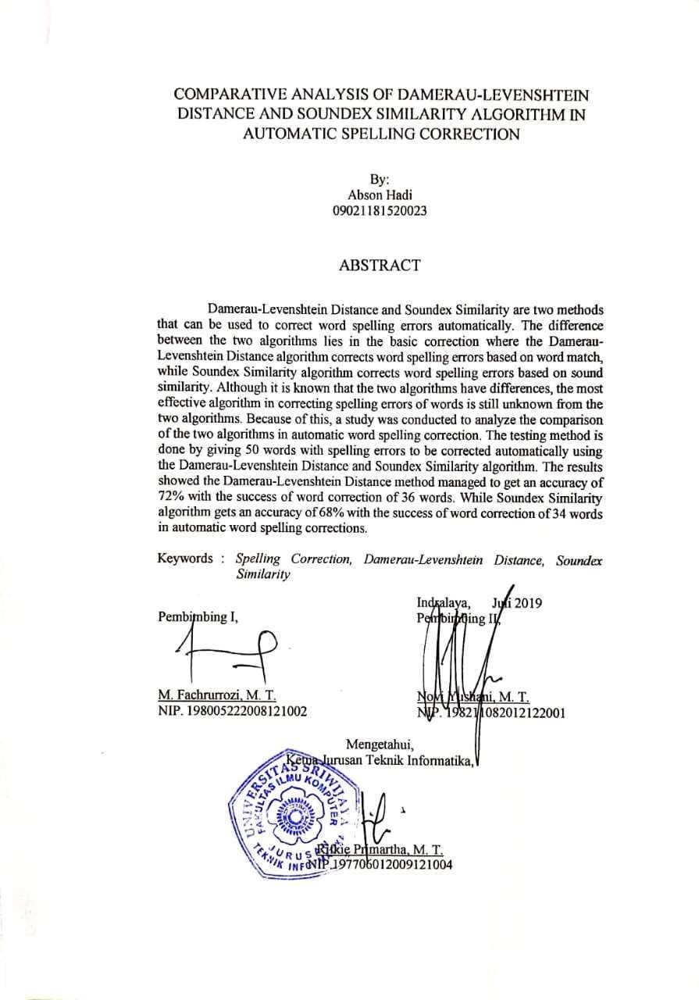 COMPARATIVE ANALYSIS OF DAMERAU-LEVENSHTEIN
DISTANCE AND SOUNDEX SIMILARITY ALGORITHM IN
AUTOMATIC SPELLING CORRECTION
By:
Abson Hadi
09021181520023
ABSTRACT
Damerau-Levenshtein Distance and Soundex Similarity are two methods
that can be used to correct word spelling errors automatically. The difference
between the two algorithms lies in the basic correction where the Damerau-
Levenshtein Distance algorithm corrects word spelling errors based on word match,
while Soundex Similarity algorithm corrects word spelling errors based on sound
similarity. Although it is known that the two algorithms have differences, the most
effective algorithm in correcting spelling errors of words is still unknown from the
two algorithms. Because of this, a study was conducted to analyze the comparison
of the two algorithms in automatic word spelling correction. The testing method is
done by giving 50 words with spelling errors to be corrected automatically using
the Damerau-Levenshtein Distance and Soundex Similarity algorithm. The results
showed the Damerau-Levenshtein Distance method managed to get an accuracy of
72% with the success of word correction of 36 words. While Soundex Similarity
algorithm gets an accuracy of 68% with the success of word correction of 34 words
in automatic word spelling corrections.
Keywords : Spelling Correction, Damerau-Levenshtein Distance, Soundex
Similarity
Indralaya, Juli 2019
Pembimbing I, Pembimbing II,
M. Fachrurrozi, M. T. Novi Yusliani, M. T.
NIP. 198005222008121002 NIP. 198211082012122001
Mengetahui,
Ketua Jurusan Teknik Informatika,
UNIVERSITAS SRIWIJAYA
FAKULTAS ILMU KOMPUTER
JURUSAN
TEKNIK INFORMATIKA
Rifkie Primartha, M. T.
NIP.197706012009121004